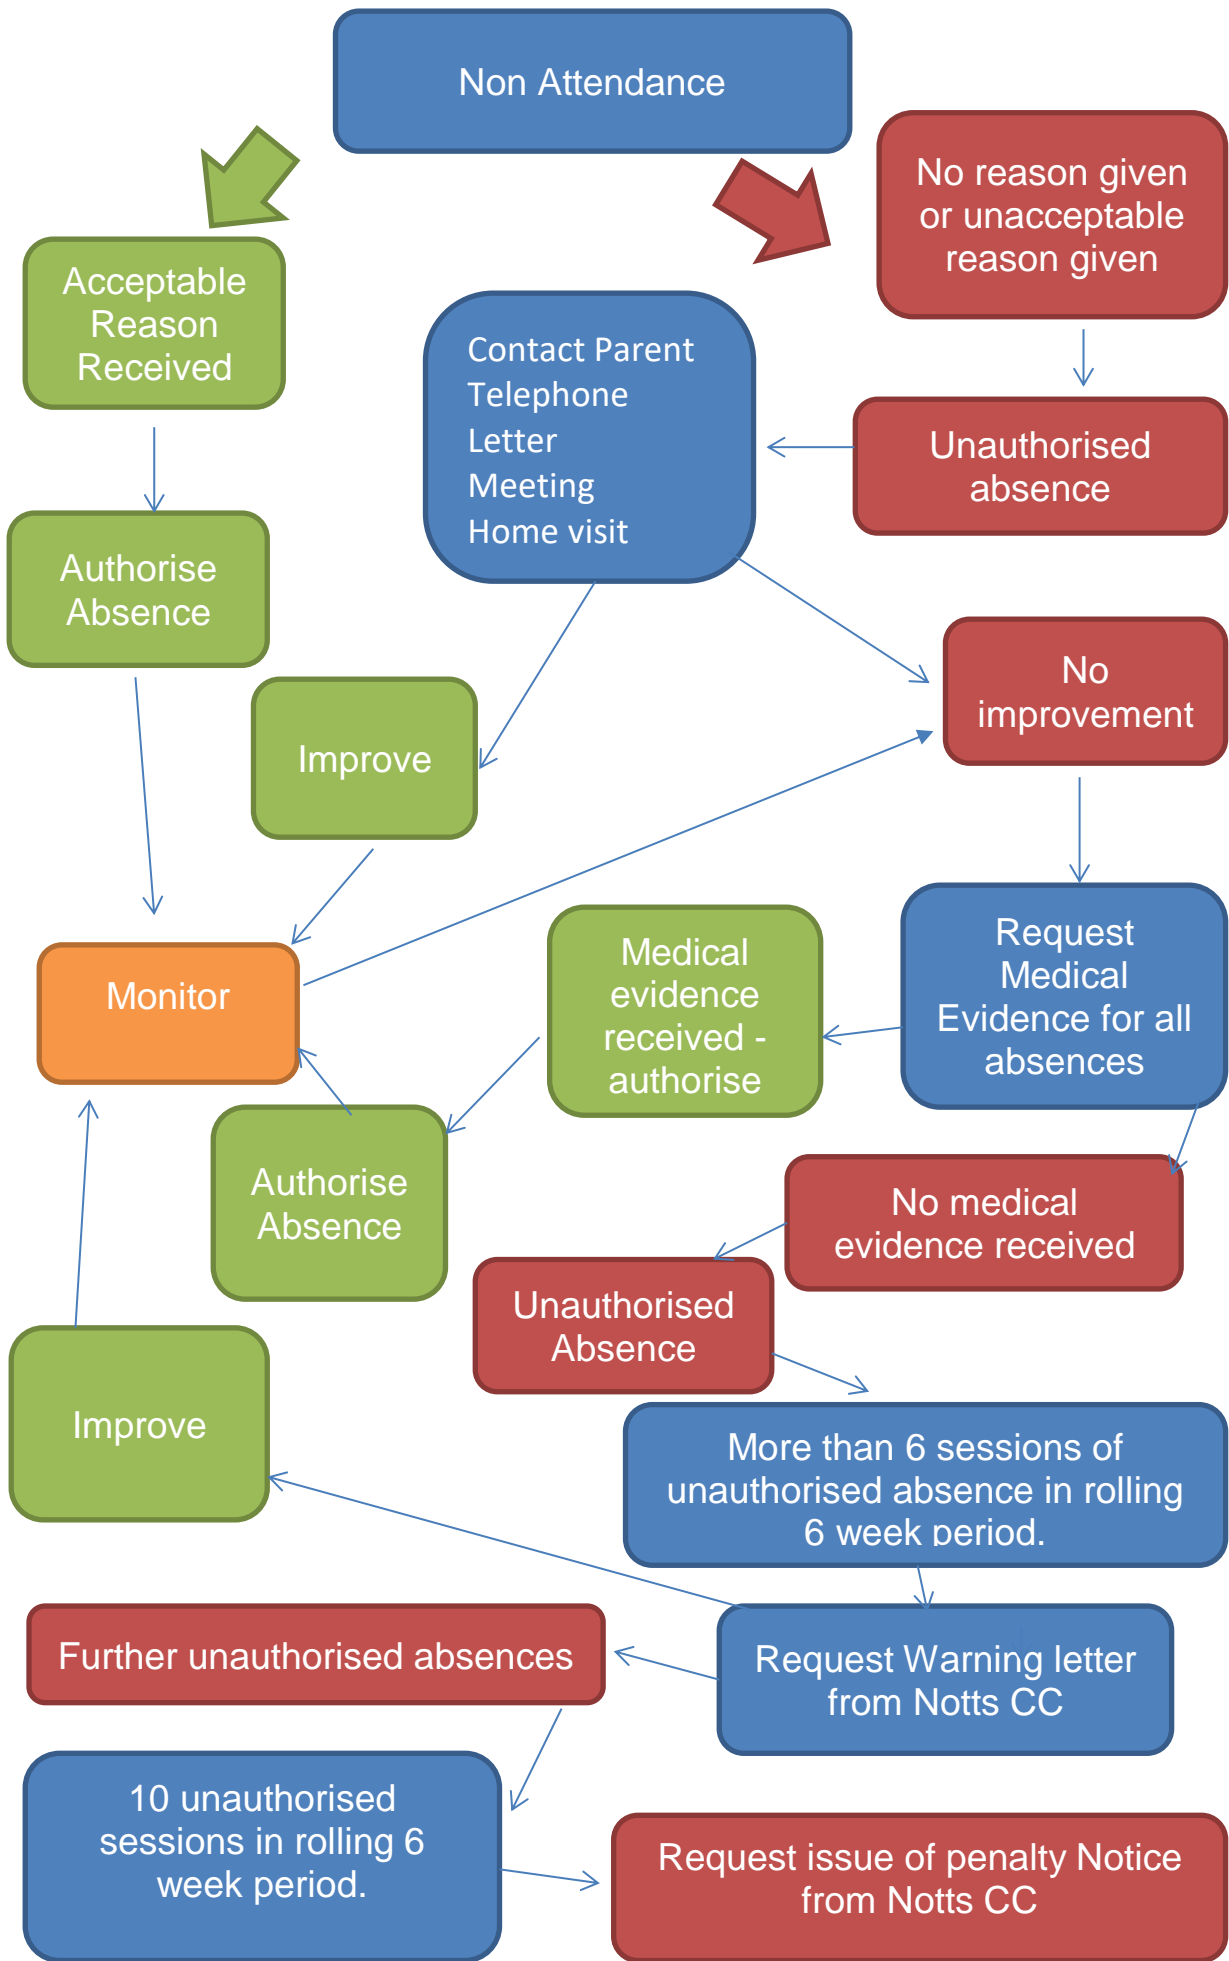 Non Attendance
No reason given
or unacceptable
reason given
Acceptable
Reason
Received
Contact Parent
Telephone
Letter
Meeting
Home visit
Unauthorised
absence
Authorise
Absence
No
improvement
Improve
Request
Medical
Evidence for all
absences
Medical
evidence
received -
authorise
Monitor
Authorise
Absence
No medical
evidence received
Unauthorised
Absence
Improve
More than 6 sessions of
unauthorised absence in rolling
6 week period.
Further unauthorised absences
Request Warning letter
from Notts CC
10 unauthorised
sessions in rolling 6
week period.
Request issue of penalty Notice
from Notts CC